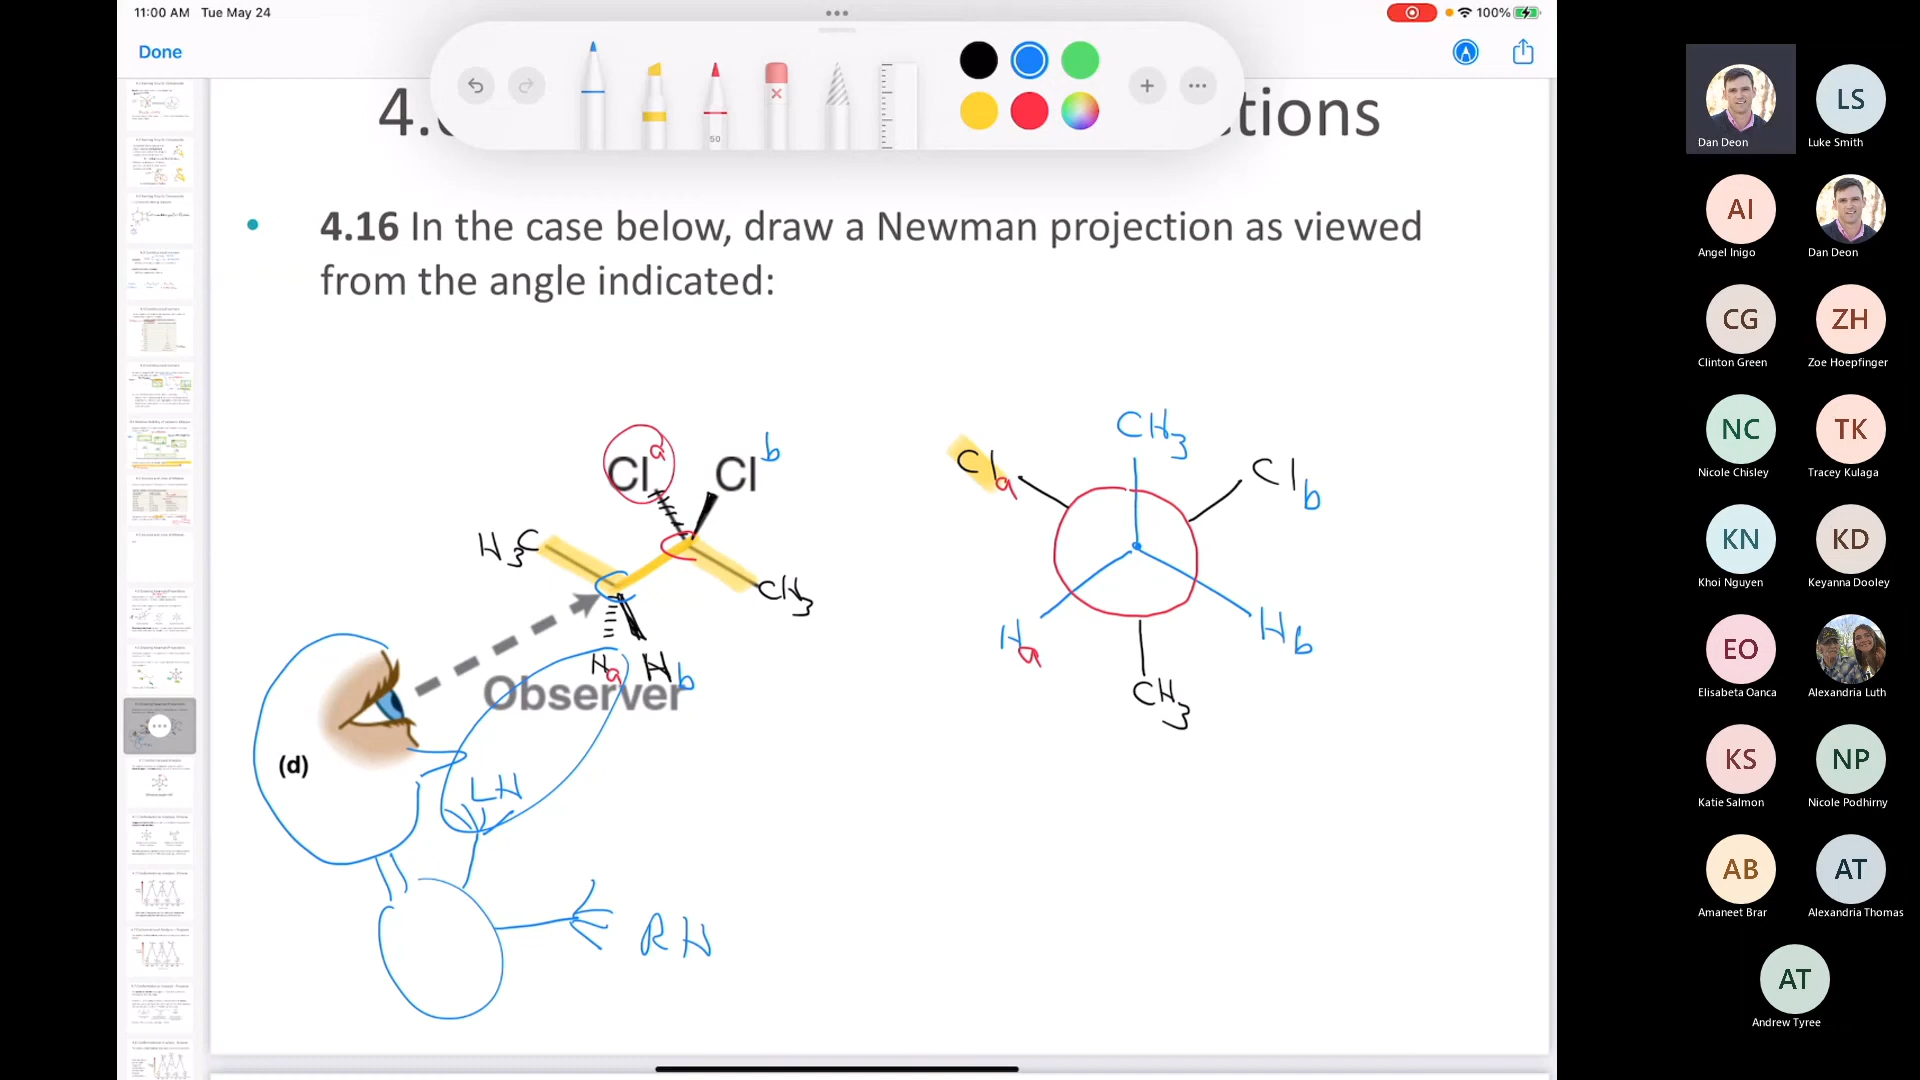 11:00 AM Tue May 24
100%
Done
50
4.
tions
4.16 In the case below, draw a Newman projection as viewed
from the angle indicated:
Cl a
Cl b
H3C
CH3
Ha Hb
Observer
(d)
LH
RH
CH3
Cl a
Cl b
Ha
Hb
CH3
Dan Deon
LS
Luke Smith
AI
Angel Inigo
Dan Deon
CG
Clinton Green
ZH
Zoe Hoepfinger
NC
Nicole Chisley
TK
Tracey Kulaga
KN
Khoi Nguyen
KD
Keyanna Dooley
EO
Elisabeta Oanca
Alexandria Luth
KS
Katie Salmon
NP
Nicole Podhirny
AB
Amaneet Brar
AT
Alexandria Thomas
AT
Andrew Tyree